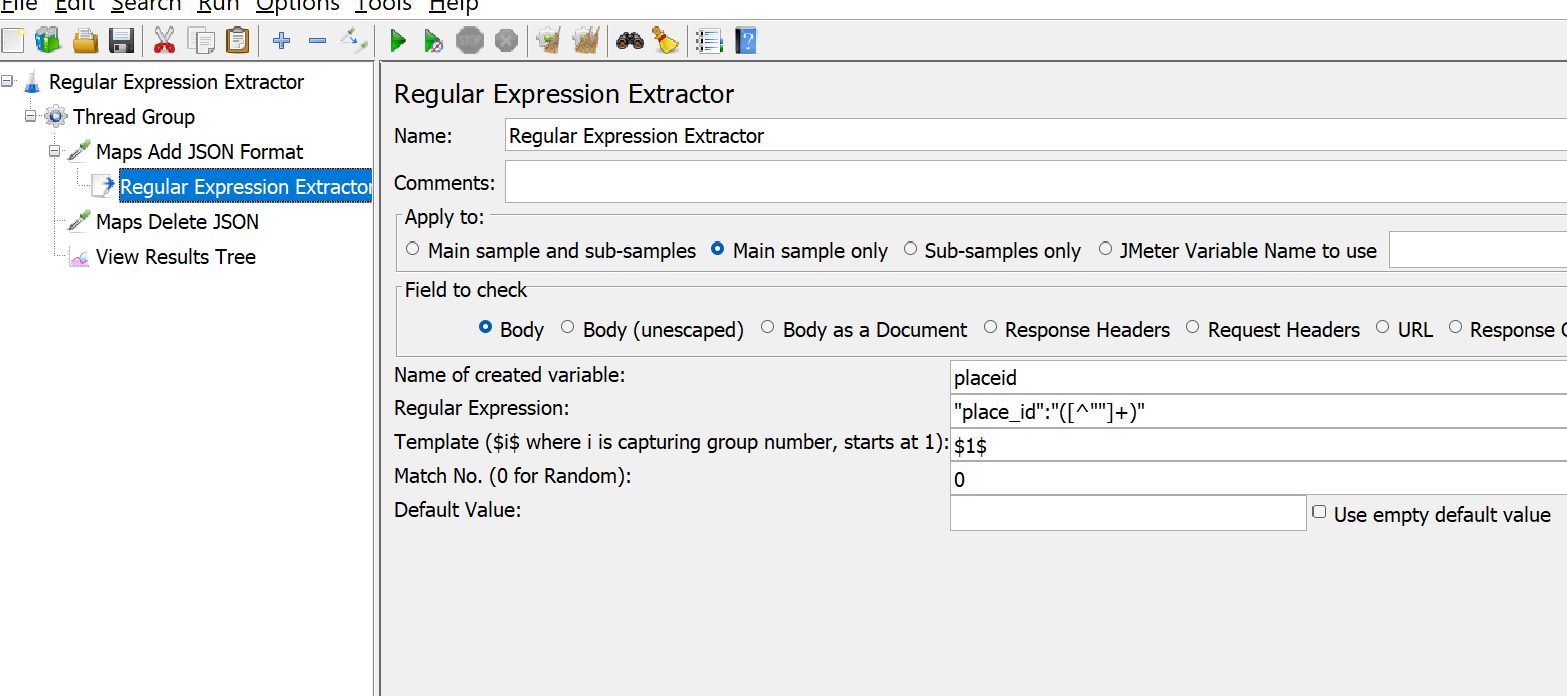 File Edit Search Run Options Tools Help
STOP
Regular Expression Extractor
Thread Group
Maps Add JSON Format
Regular Expression Extractor
Maps Delete JSON
View Results Tree
Regular Expression Extractor
Name: Regular Expression Extractor
Comments:
Apply to:
Main sample and sub-samples Main sample only Sub-samples only JMeter Variable Name to use
Field to check
Body Body (unescaped) Body as a Document Response Headers Request Headers URL Response
Name of created variable: placeid
Regular Expression: "place_id":"([^""]+)"
Template ($i$ where i is capturing group number, starts at 1): $1$
Match No. (0 for Random): 0
Default Value: Use empty default value